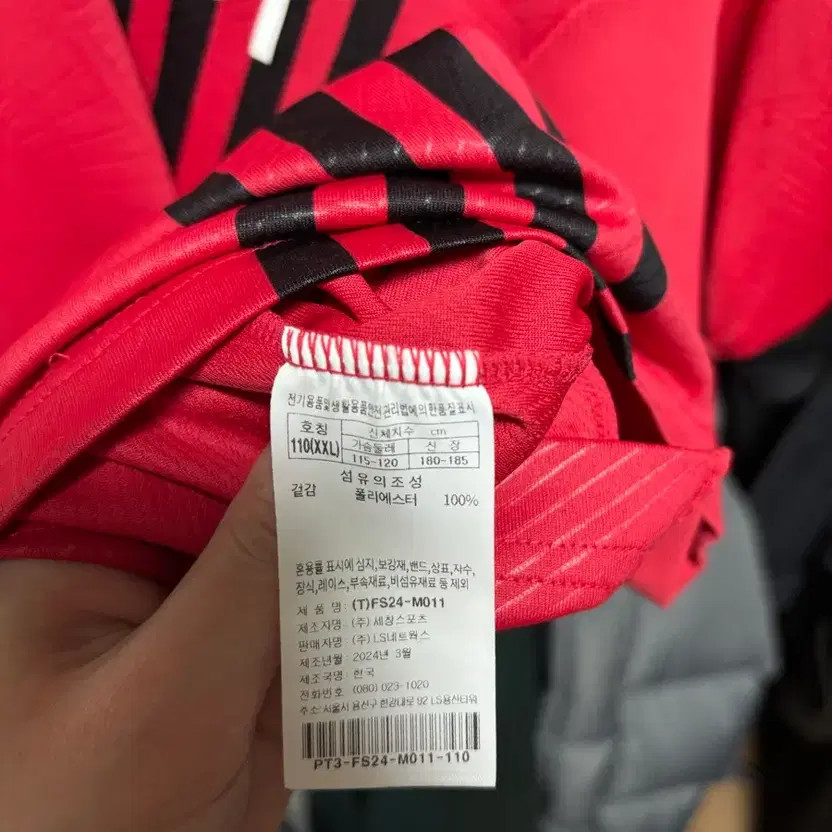 전기용품및생활용품안전관리법에의한품질표시
호칭 신체치수 cm
가슴둘레 신 장
110(XXL) 115-120 180-185
섬유의조성
겉감 폴리에스터 100%
혼용률 표시에 심지,보강재,밴드,상표,자수,
장식,레이스,부속재료,비섬유재료 등 제외
제 품 명: (T)FS24-M011
제조자명: (주) 세창스포츠
판매자명: (주) LS네트웍스
제조년월: 2024년 3월
제조국명: 한국
전화번호 (080) 023-1020
주소: 서울시 용산구 한강대로 92 LS용산타워
PT3-FS24-M011-110